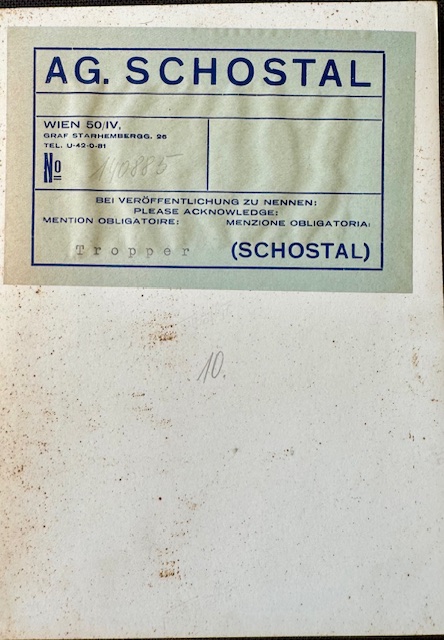 AG. SCHOSTAL
WIEN 50/IV,
GRAF STARHEMBERGG. 26
TEL. U-42-0-81
No 140885
BEI VERÖFFENTLICHUNG ZU NENNEN:
PLEASE ACKNOWLEDGE:
MENTION OBLIGATOIRE: MENZIONE OBLIGATORIA:
Tropper (SCHOSTAL)
10.